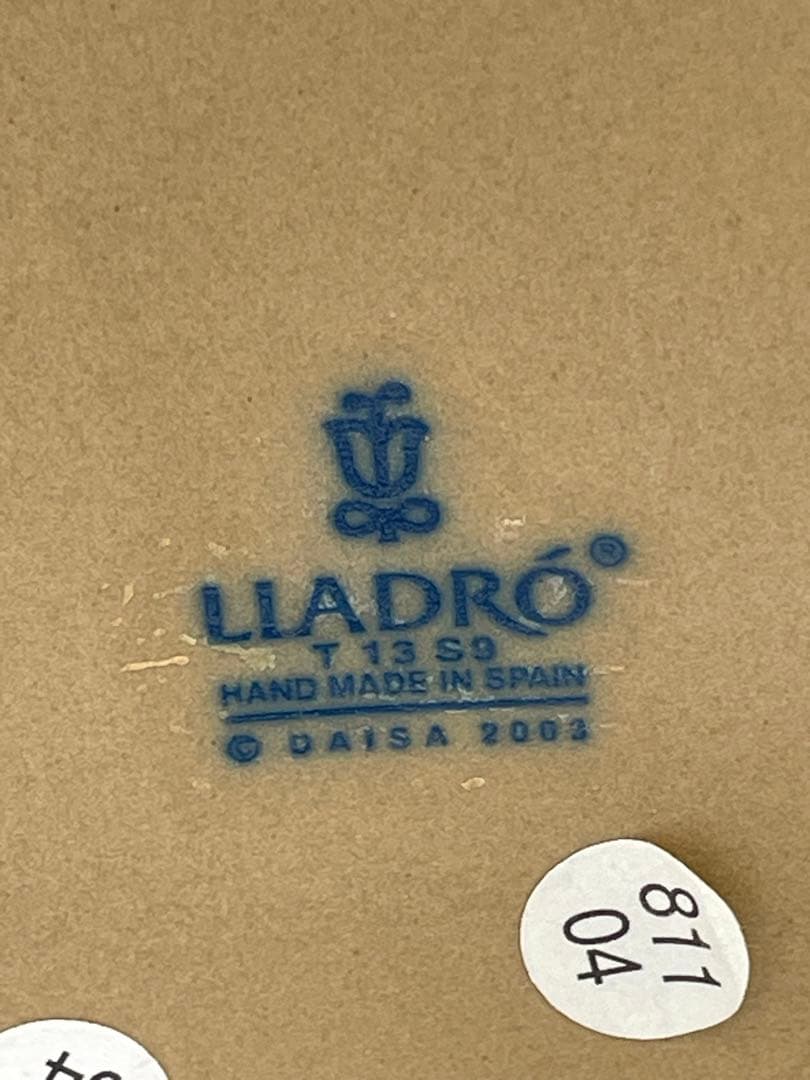 LLADRÓ®
T 13 S9
HAND MADE IN SPAIN
© DAISA 2003
811
04